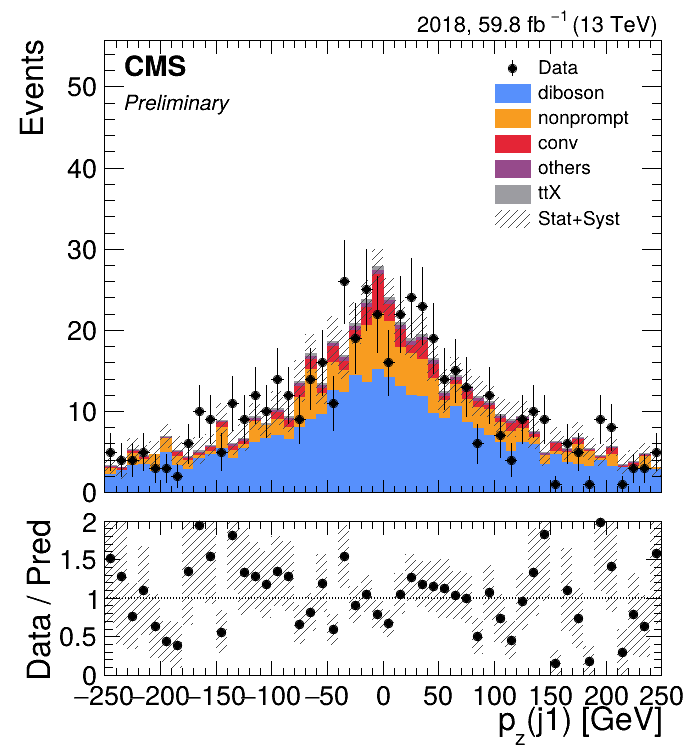 2018, 59.8 fb⁻¹ (13 TeV)
CMS
Preliminary
Events
50
40
30
20
10
0
Data
diboson
nonprompt
conv
others
ttX
Stat+Syst
Data / Pred
2
1.5
1
0.5
0
−250 −200 −150 −100 −50 0 50 100 150 200 250
p_z(j1) [GeV]